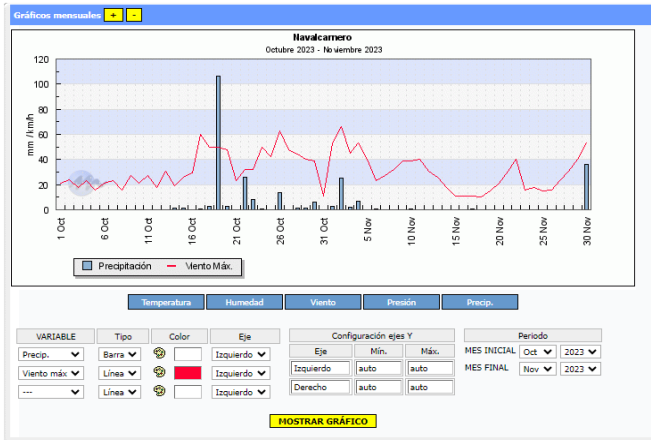 Gráficos mensuales + -
Navalcarnero
Octubre 2023 - Noviembre 2023
mm / km/h
120
100
80
60
40
20
0
1 Oct 6 Oct 11 Oct 16 Oct 21 Oct 26 Oct 31 Oct 5 Nov 10 Nov 15 Nov 20 Nov 25 Nov 30 Nov
Precipitación Viento Máx.
Temperatura Humedad Viento Presión Precip.
VARIABLE Tipo Color Eje
Precip. Barra Izquierdo
Viento máx Línea Izquierdo
--- Línea Izquierdo
Configuración ejes Y
Eje Mín. Máx.
Izquierdo auto auto
Derecho auto auto
Periodo
MES INICIAL Oct 2023
MES FINAL Nov 2023
MOSTRAR GRÁFICO